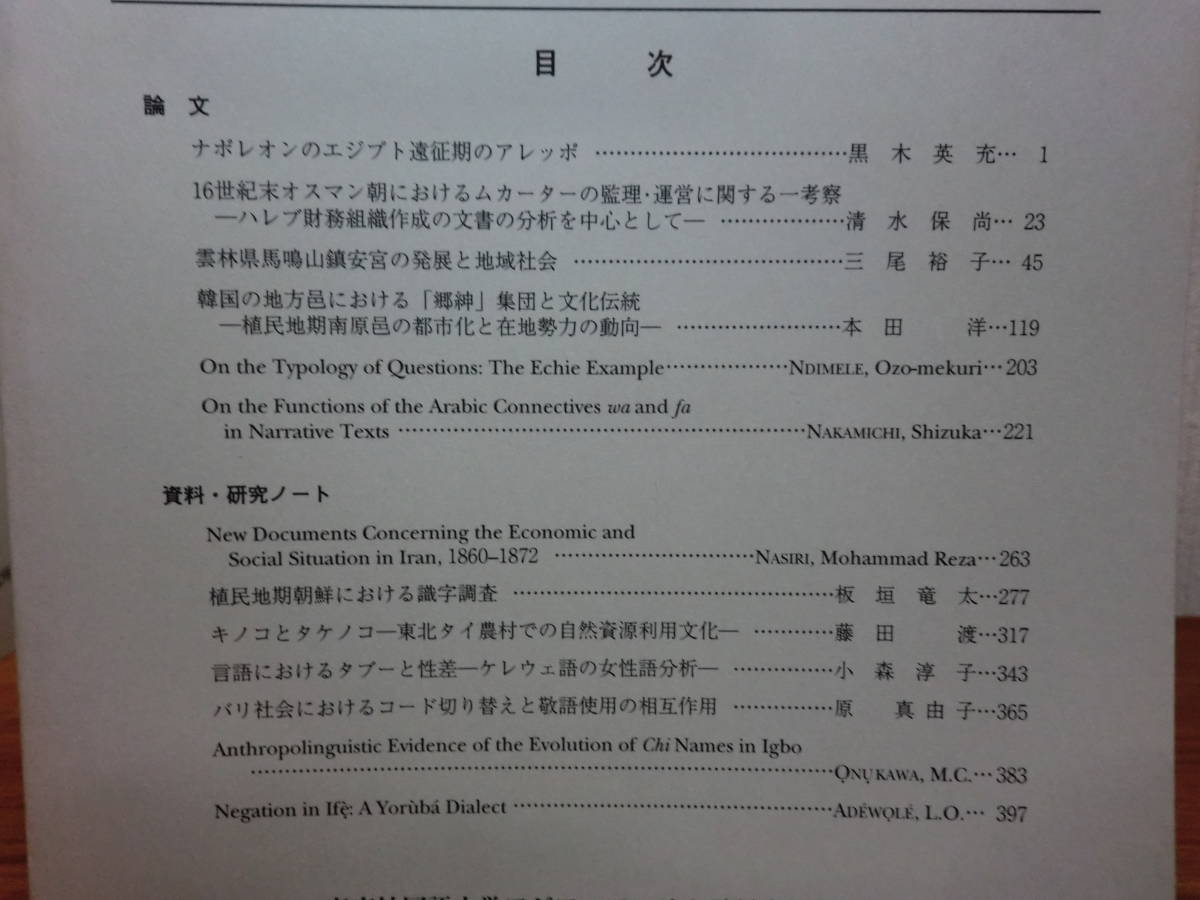 目 次
論 文
ナポレオンのエジプト遠征期のアレッポ ……………………………… 黒 木 英 充… 1
16世紀末オスマン朝におけるムカーターの監理・運営に関する一考察
―ハレブ財務組織作成の文書の分析を中心として― ……………… 清 水 保 尚… 23
雲林県馬鳴山鎮安宮の発展と地域社会 ………………………………… 三 尾 裕 子… 45
韓国の地方邑における「郷紳」集団と文化伝統
―植民地期南原邑の都市化と在地勢力の動向― …………………… 本 田 洋…119
On the Typology of Questions: The Echie Example……………… NDIMELE, Ozo-mekuri…203
On the Functions of the Arabic Connectives wa and fa
in Narrative Texts …………………………………………………… NAKAMICHI, Shizuka…221
資料・研究ノート
New Documents Concerning the Economic and
Social Situation in Iran, 1860–1872 ………………………… NASIRI, Mohammad Reza…263
植民地期朝鮮における識字調査 ……………………………………… 板 垣 竜 太…277
キノコとタケノコ―東北タイ農村での自然資源利用文化― ………… 藤 田 渡…317
言語におけるタブーと性差―ケレウェ語の女性語分析― …………… 小 森 淳 子…343
バリ社会におけるコード切り替えと敬語使用の相互作用 …………… 原 真 由 子…365
Anthropolinguistic Evidence of the Evolution of Chi Names in Igbo
…………………………………………………………………………… ỌNỤKAWA, M.C.…383
Negation in Ifẹ̀: A Yorùbá Dialect ……………………………………… ADÉWỌLÉ, L.O.… 397